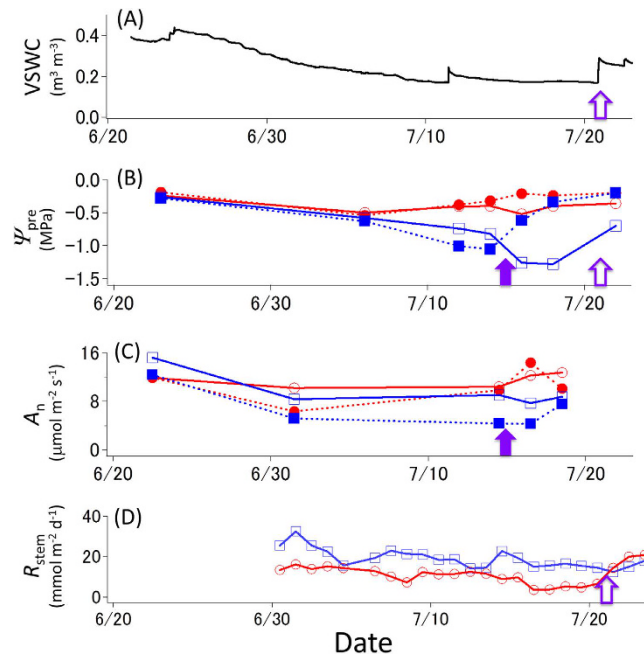 (A)
VSWC
(m³ m⁻³)
0.4
0.2
0.0
6/20 6/30 7/10 7/20
(B)
Ψpre
(MPa)
0.0
-0.5
-1.0
-1.5
6/20 6/30 7/10 7/20
(C)
An
(μmol m⁻² s⁻¹)
16
8
0
6/20 6/30 7/10 7/20
(D)
Rstem
(mmol m⁻² d⁻¹)
40
20
0
6/20 6/30 7/10 7/20
Date